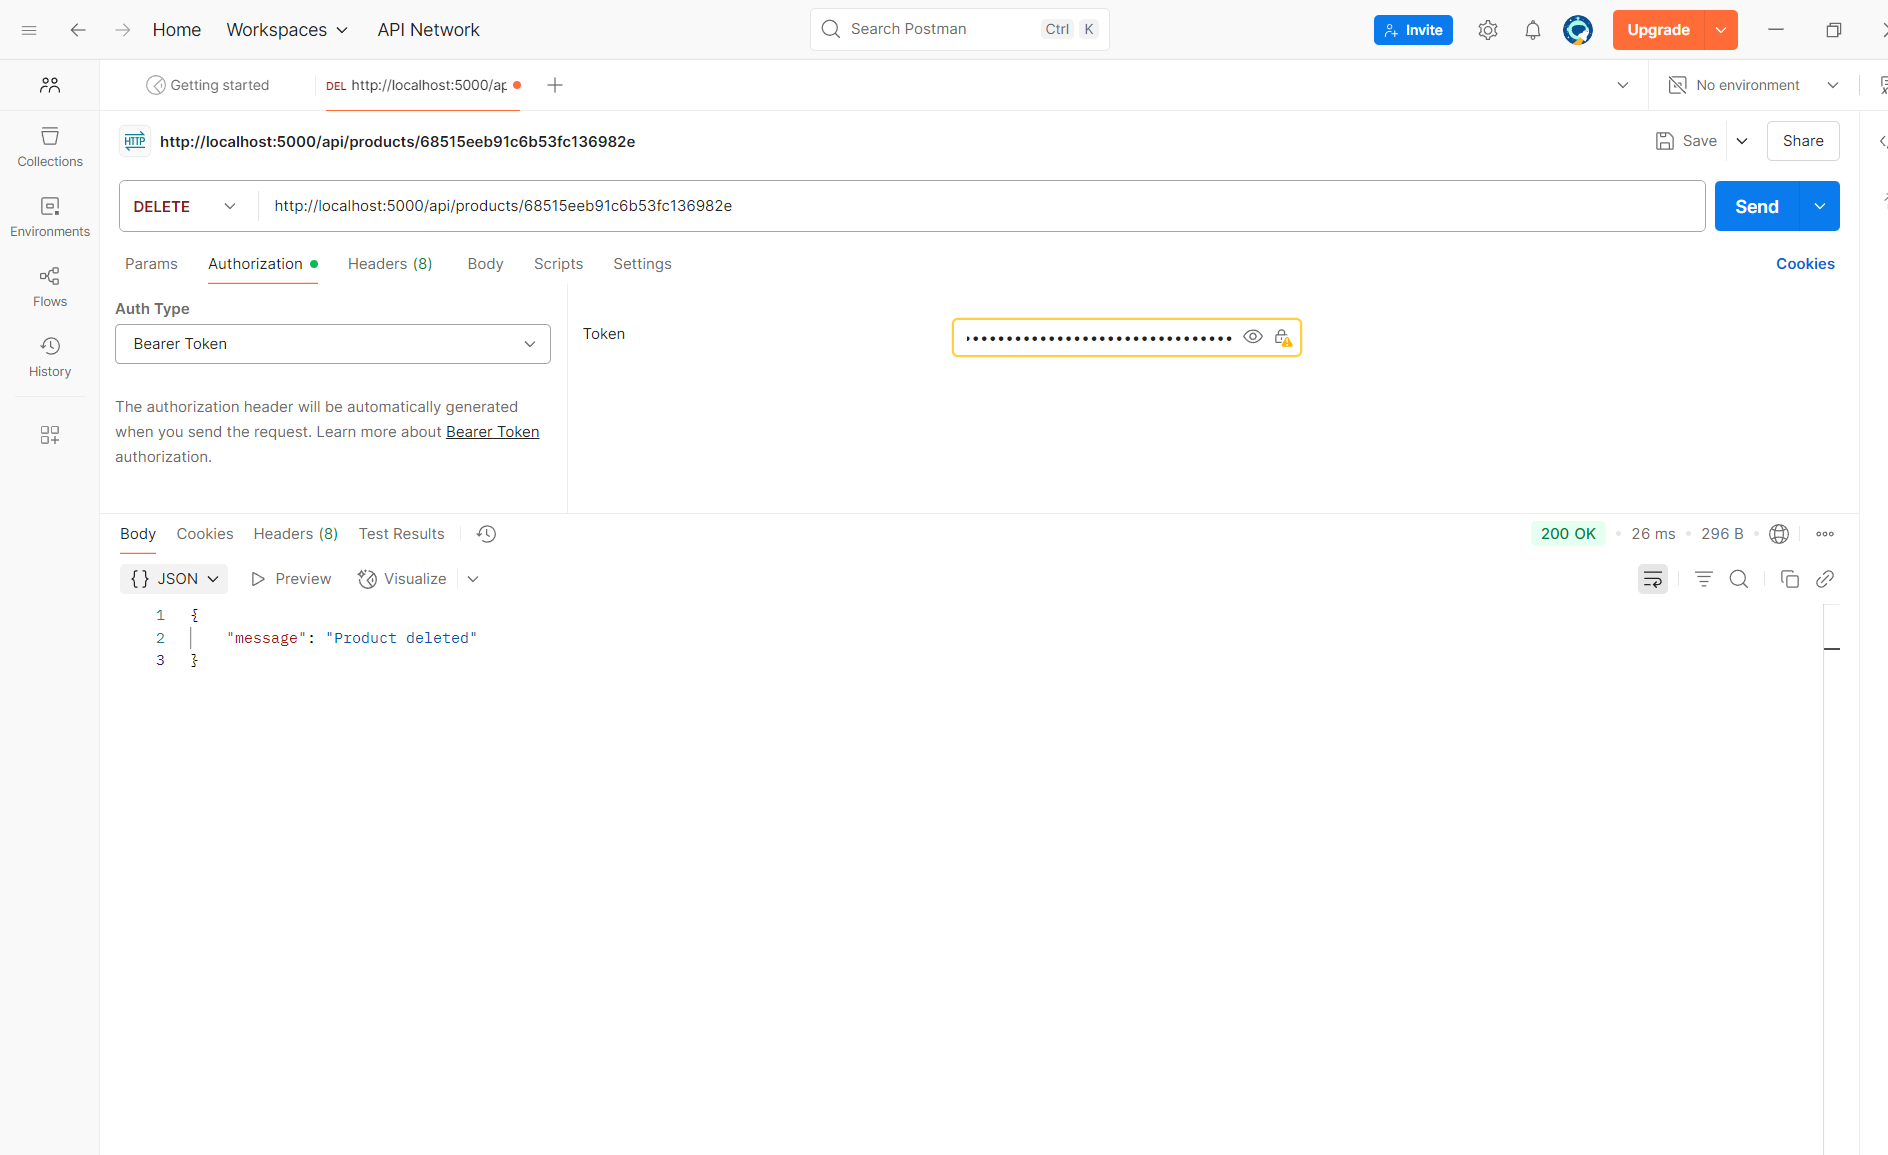 Home
Workspaces
API Network
Search Postman
Ctrl K
Invite
Upgrade
Getting started
DEL http://localhost:5000/ap
No environment
Collections
Environments
Flows
History
HTTP http://localhost:5000/api/products/68515eeb91c6b53fc136982e
Save
Share
DELETE
http://localhost:5000/api/products/68515eeb91c6b53fc136982e
Send
Params
Authorization
Headers (8)
Body
Scripts
Settings
Cookies
Auth Type
Bearer Token
Token
The authorization header will be automatically generated
when you send the request. Learn more about Bearer Token
authorization.
Body
Cookies
Headers (8)
Test Results
200 OK
26 ms
296 B
{} JSON
Preview
Visualize
1 {
2 "message": "Product deleted"
3 }